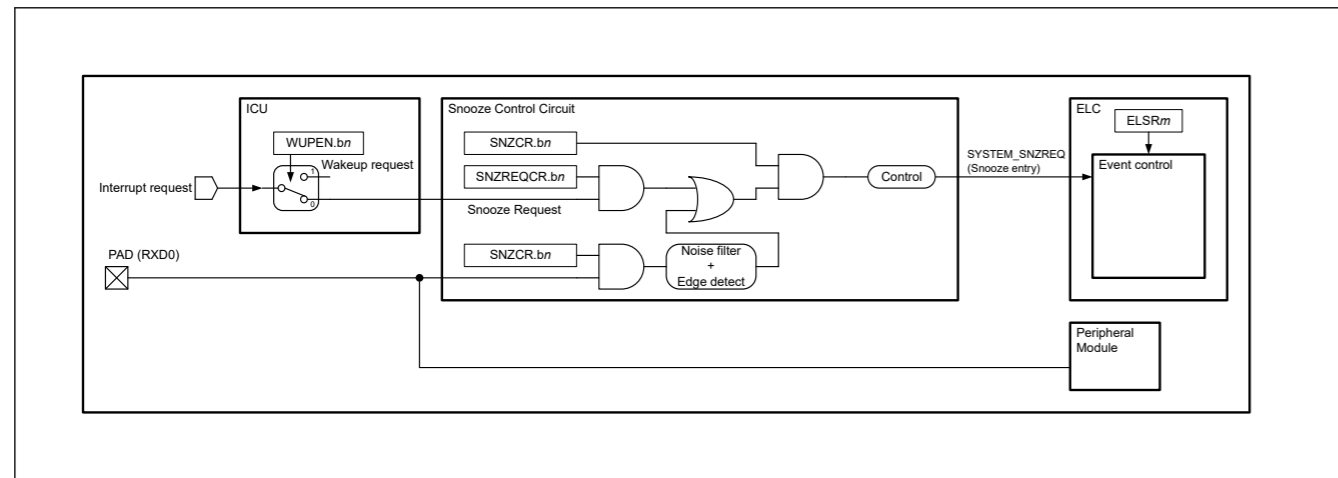 ICU
WUPEN.bn
Wakeup request
1
0
Interrupt request
Snooze Control Circuit
SNZCR.bn
SNZREQCR.bn
Snooze Request
SNZCR.bn
Noise filter
+
Edge detect
Control
SYSTEM_SNZREQ
(Snooze entry)
ELC
ELSRm
Event control
PAD (RXD0)
Peripheral
Module